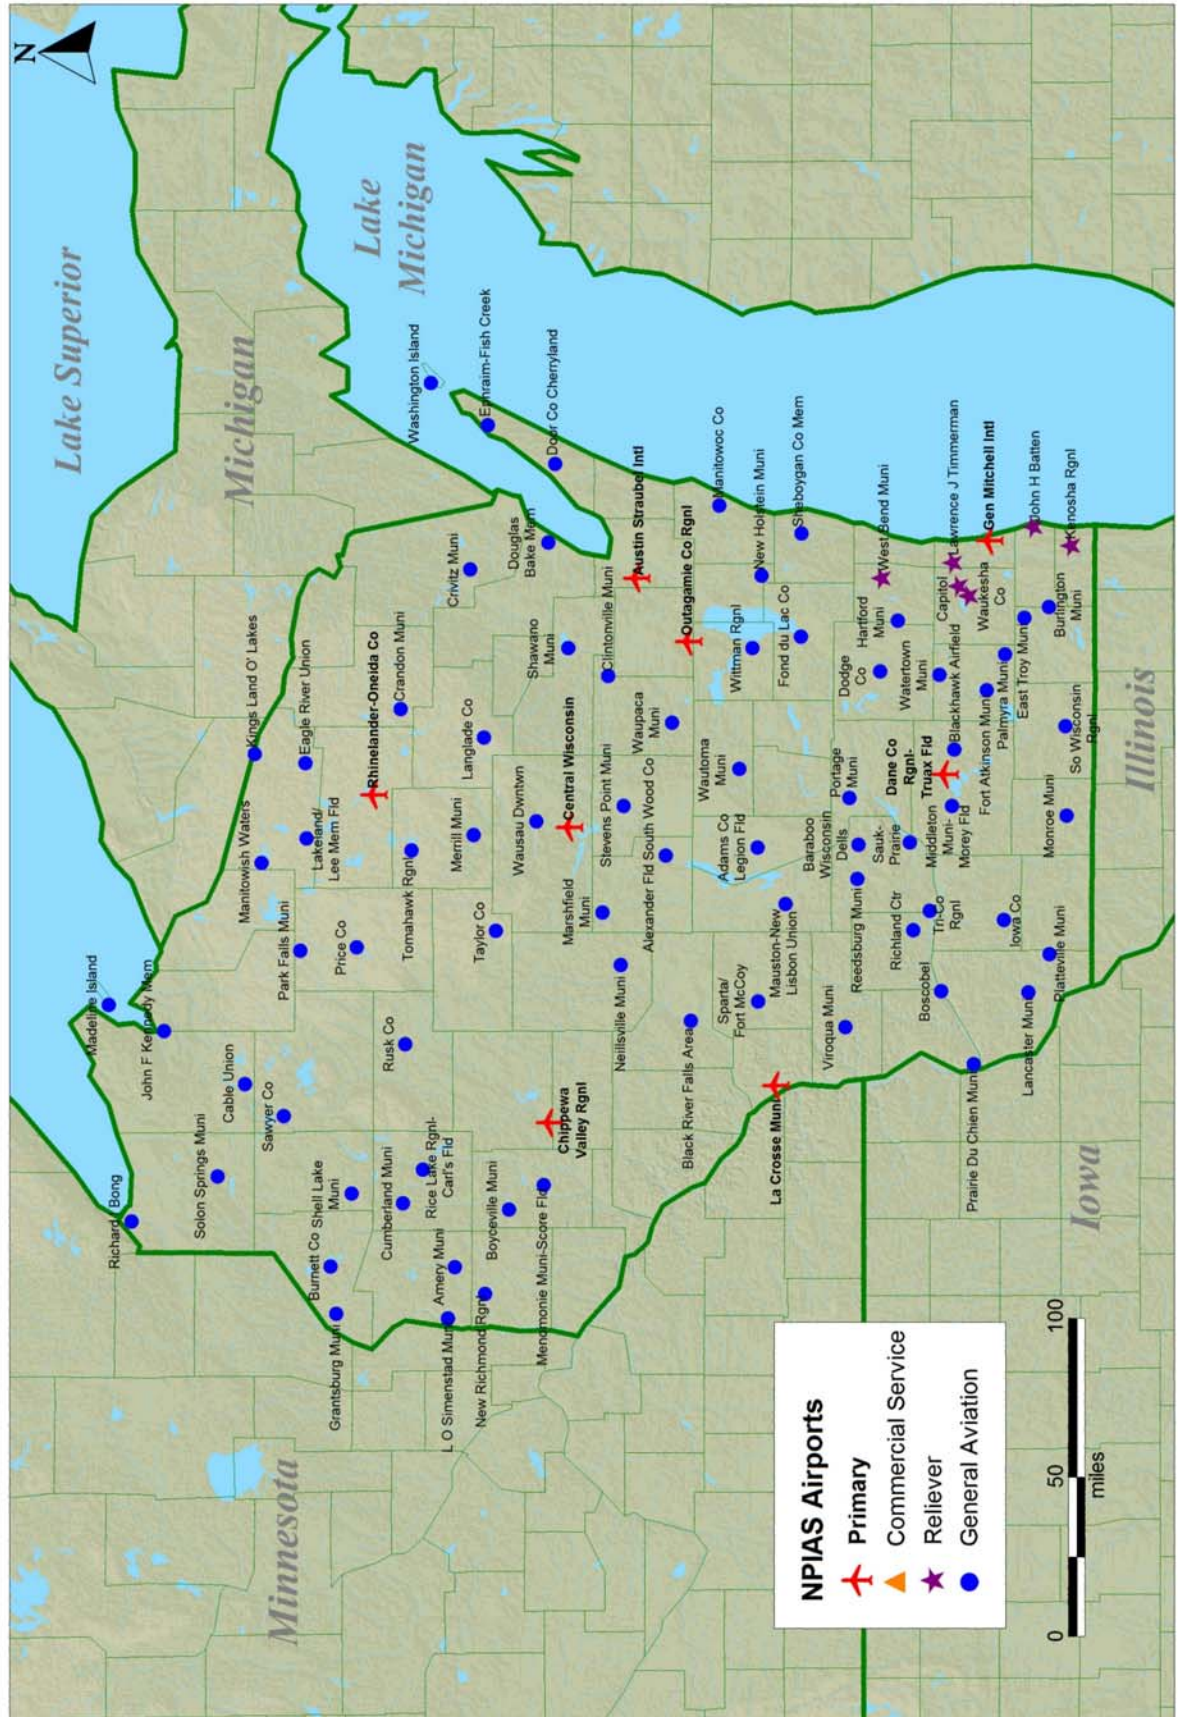 N
Lake Superior
Michigan
Lake
Michigan
Washington Island
Ephraim-Fish Creek
Door Co Cherryland
Madeline Island
John F Kennedy Mem
Richard I Bong
Kings Land O' Lakes
Eagle River Union
Manitowish Waters
Lakeland/
Lee Mem Fld
Rhinelander-Oneida Co
Crandon Muni
Park Falls Muni
Price Co
Tomahawk Rgnl
Cable Union
Sawyer Co
Solon Springs Muni
Rusk Co
Shell Lake
Muni
Burnett Co
Grantsburg Muni
Cumberland Muni
Rice Lake Rgnl-
Carl's Fld
Amery Muni
L O Simenstad Muni
New Richmond Rgnl
Boyceville Muni
Menomonie Muni-Score Fld
Chippewa
Valley Rgnl
Crivitz Muni
Douglas
Bake Mem
Langlade Co
Merrill Muni
Taylor Co
Wausau Dwntwn
Central Wisconsin
Shawano
Muni
Clintonville Muni
Austin Straubel Intl
Outagamie Co Rgnl
Marshfield
Muni
Stevens Point Muni
Waupaca
Muni
Alexander Fld South Wood Co
Neillsville Muni
Black River Falls Area
Sparta/
Fort McCoy
La Crosse Muni
Manitowoc Co
New Holstein Muni
Sheboygan Co Mem
Wittman Rgnl
Fond du Lac Co
Wautoma
Muni
Adams Co
Legion Fld
Mauston-New
Lisbon Union
Viroqua Muni
Baraboo
Wisconsin
Dells
Portage
Muni
Reedsburg Muni
Sauk-
Prairie
Richland Ctr
Tri-Co
Rgnl
Boscobel
Prairie Du Chien Muni
Lancaster Muni
Platteville Muni
Iowa Co
Middleton
Muni-
Morey Fld
Dane Co
Rgnl-
Truax Fld
Blackhawk Airfield
Monroe Muni
So Wisconsin
Rgnl
Fort Atkinson Muni
Palmyra Muni
East Troy Muni
Burlington
Muni
Watertown
Muni
Dodge
Co
Hartford
Muni
West Bend Muni
Lawrence J Timmerman
Capitol
Waukesha
Co
Gen Mitchell Intl
John H Batten
Kenosha Rgnl
Minnesota
Iowa
Illinois
NPIAS Airports
Primary
Commercial Service
Reliever
General Aviation
0 50 100
miles